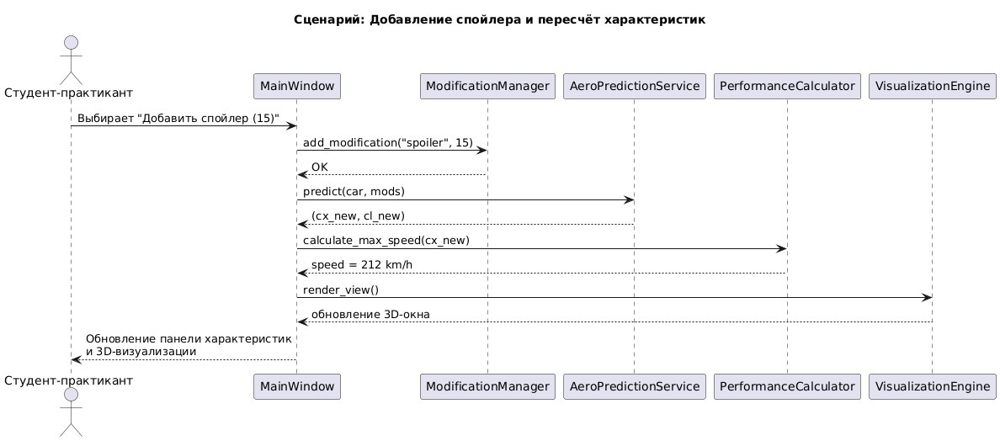 Сценарий: Добавление спойлера и пересчёт характеристик
Студент-практикант
MainWindow
ModificationManager
AeroPredictionService
PerformanceCalculator
VisualizationEngine
Выбирает "Добавить спойлер (15)"
add_modification("spoiler", 15)
OK
predict(car, mods)
(cx_new, cl_new)
calculate_max_speed(cx_new)
speed = 212 km/h
render_view()
обновление 3D-окна
Обновление панели характеристик
и 3D-визуализации
Студент-практикант
MainWindow
ModificationManager
AeroPredictionService
PerformanceCalculator
VisualizationEngine